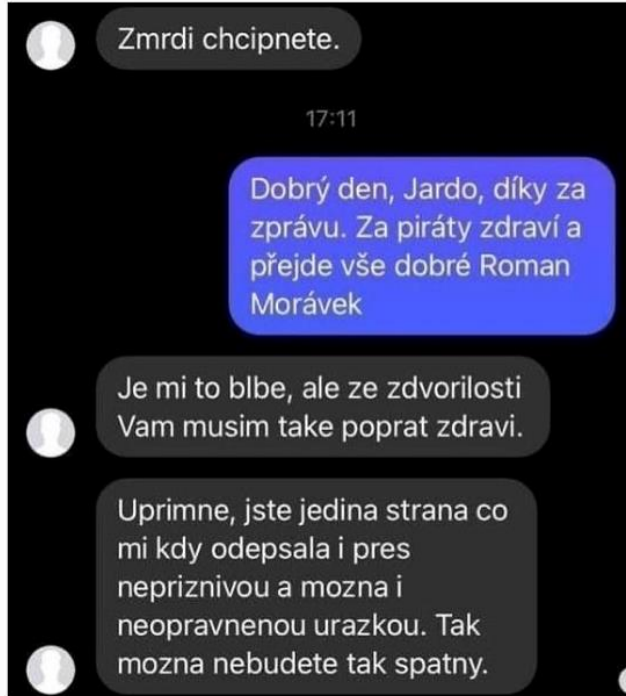 Zmrdi chcipnete.
17:11
Dobrý den, Jardo, díky za
zprávu. Za piráty zdraví a
přejde vše dobré Roman
Morávek
Je mi to blbe, ale ze zdvorilosti
Vam musim take poprat zdravi.
Uprimne, jste jedina strana co
mi kdy odepsala i pres
nepriznivou a mozna i
neopravnenou urazkou. Tak
mozna nebudete tak spatny.